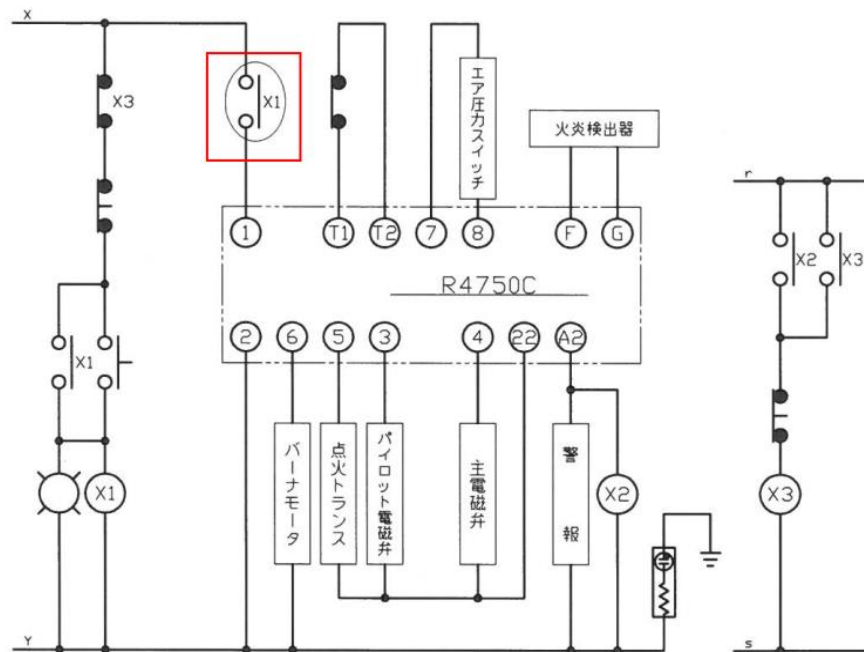 X
X3
X1
エア圧力スイッチ
火炎検出器
r
1
T1
T2
7
8
F
G
X2
X3
R4750C
X1
2
6
5
3
4
22
A2
バーナモータ
点火トランス
パイロット電磁弁
主電磁弁
警報
X1
X2
X3
Y
s